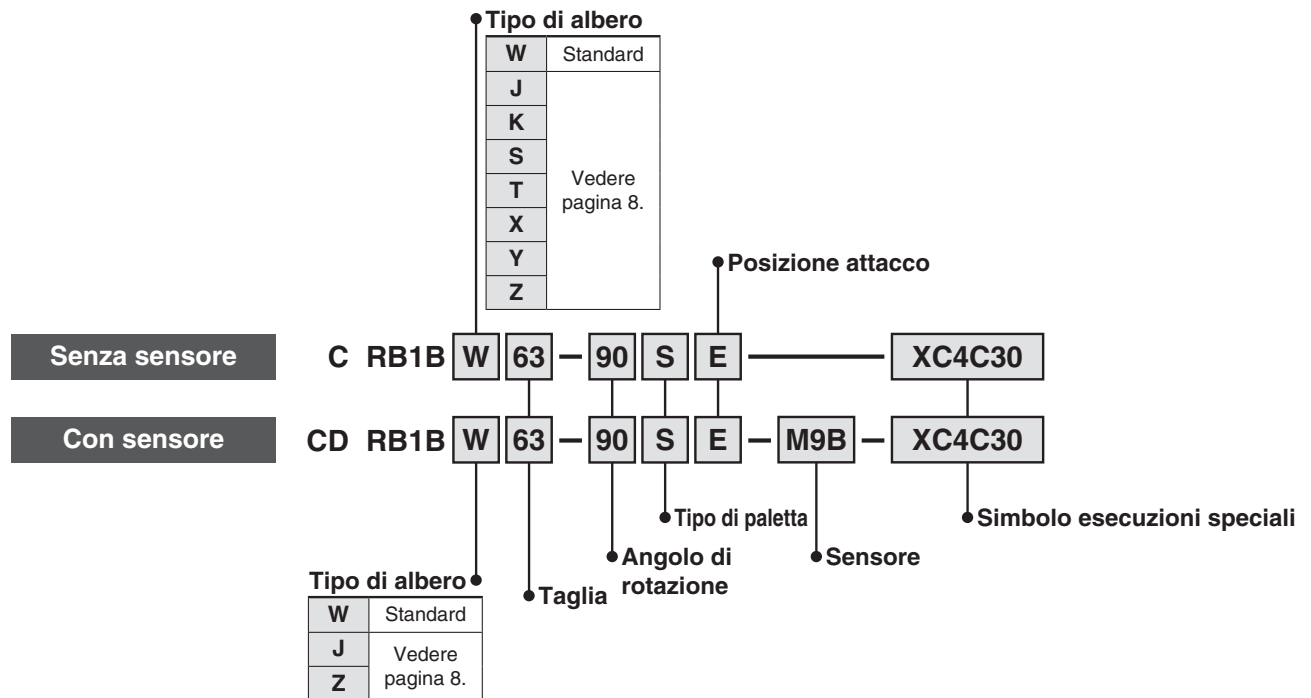 Tipo di albero
W Standard
J
K
S
T
X
Y
Z
Vedere
pagina 8.
Posizione attacco
Senza sensore C RB1B W 63 — 90 S E — XC4C30
Con sensore CD RB1B W 63 — 90 S E — M9B — XC4C30
Tipo di paletta
Simbolo esecuzioni speciali
Angolo di
rotazione
Sensore
Tipo di albero
Taglia
W Standard
J
Z
Vedere
pagina 8.